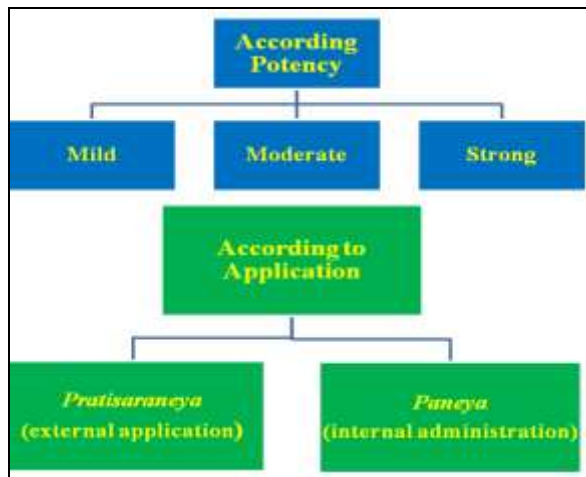 According
Potency
Mild
Moderate
Strong
According to
Application
Pratisaraneya
(external application)
Paneya
(internal administration)